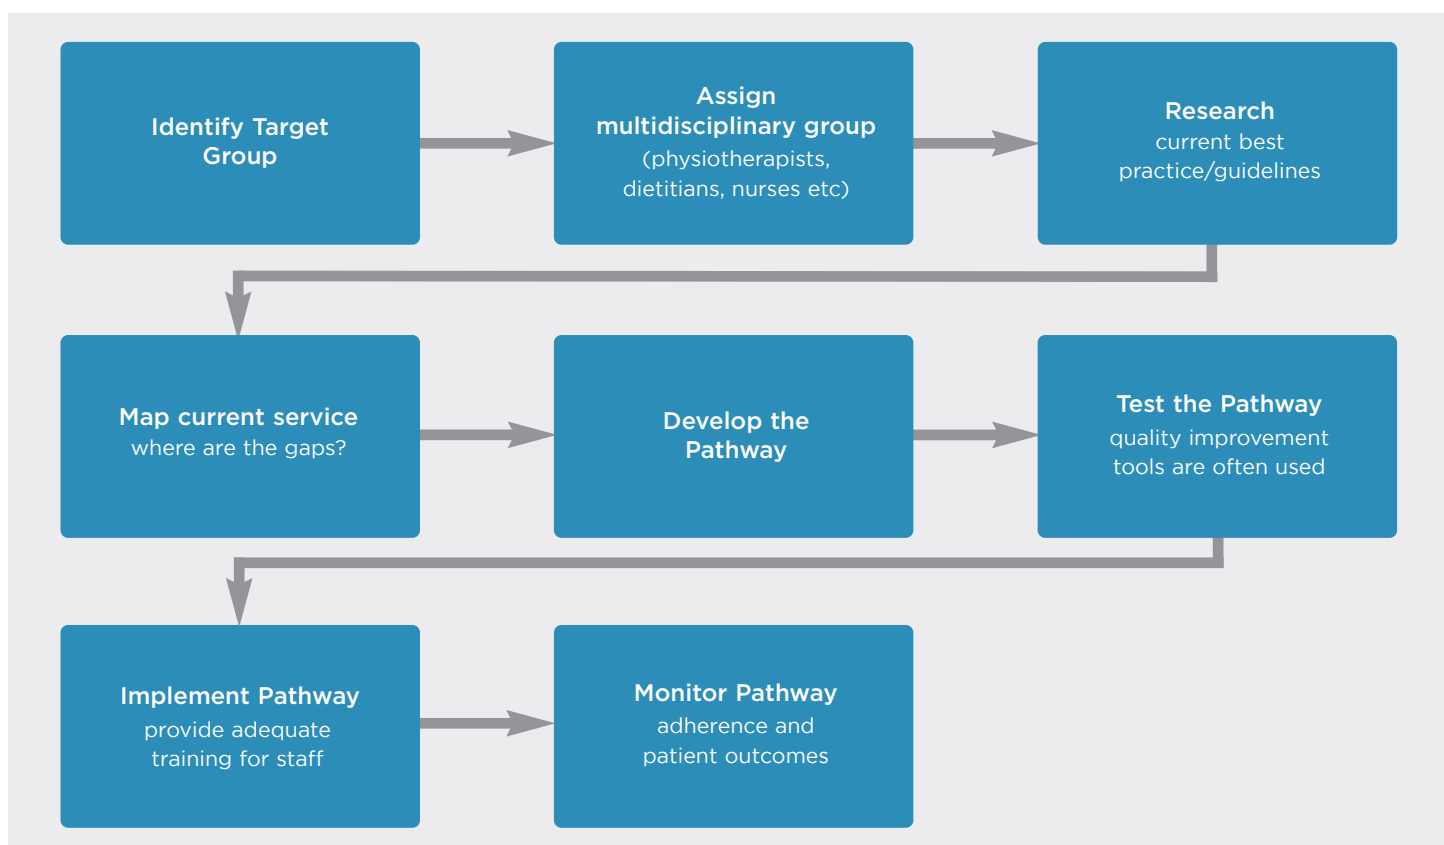 Identify Target
Group
Assign
multidisciplinary group
(physiotherapists,
dietitians, nurses etc)
Research
current best
practice/guidelines
Map current service
where are the gaps?
Develop the
Pathway
Test the Pathway
quality improvement
tools are often used
Implement Pathway
provide adequate
training for staff
Monitor Pathway
adherence and
patient outcomes